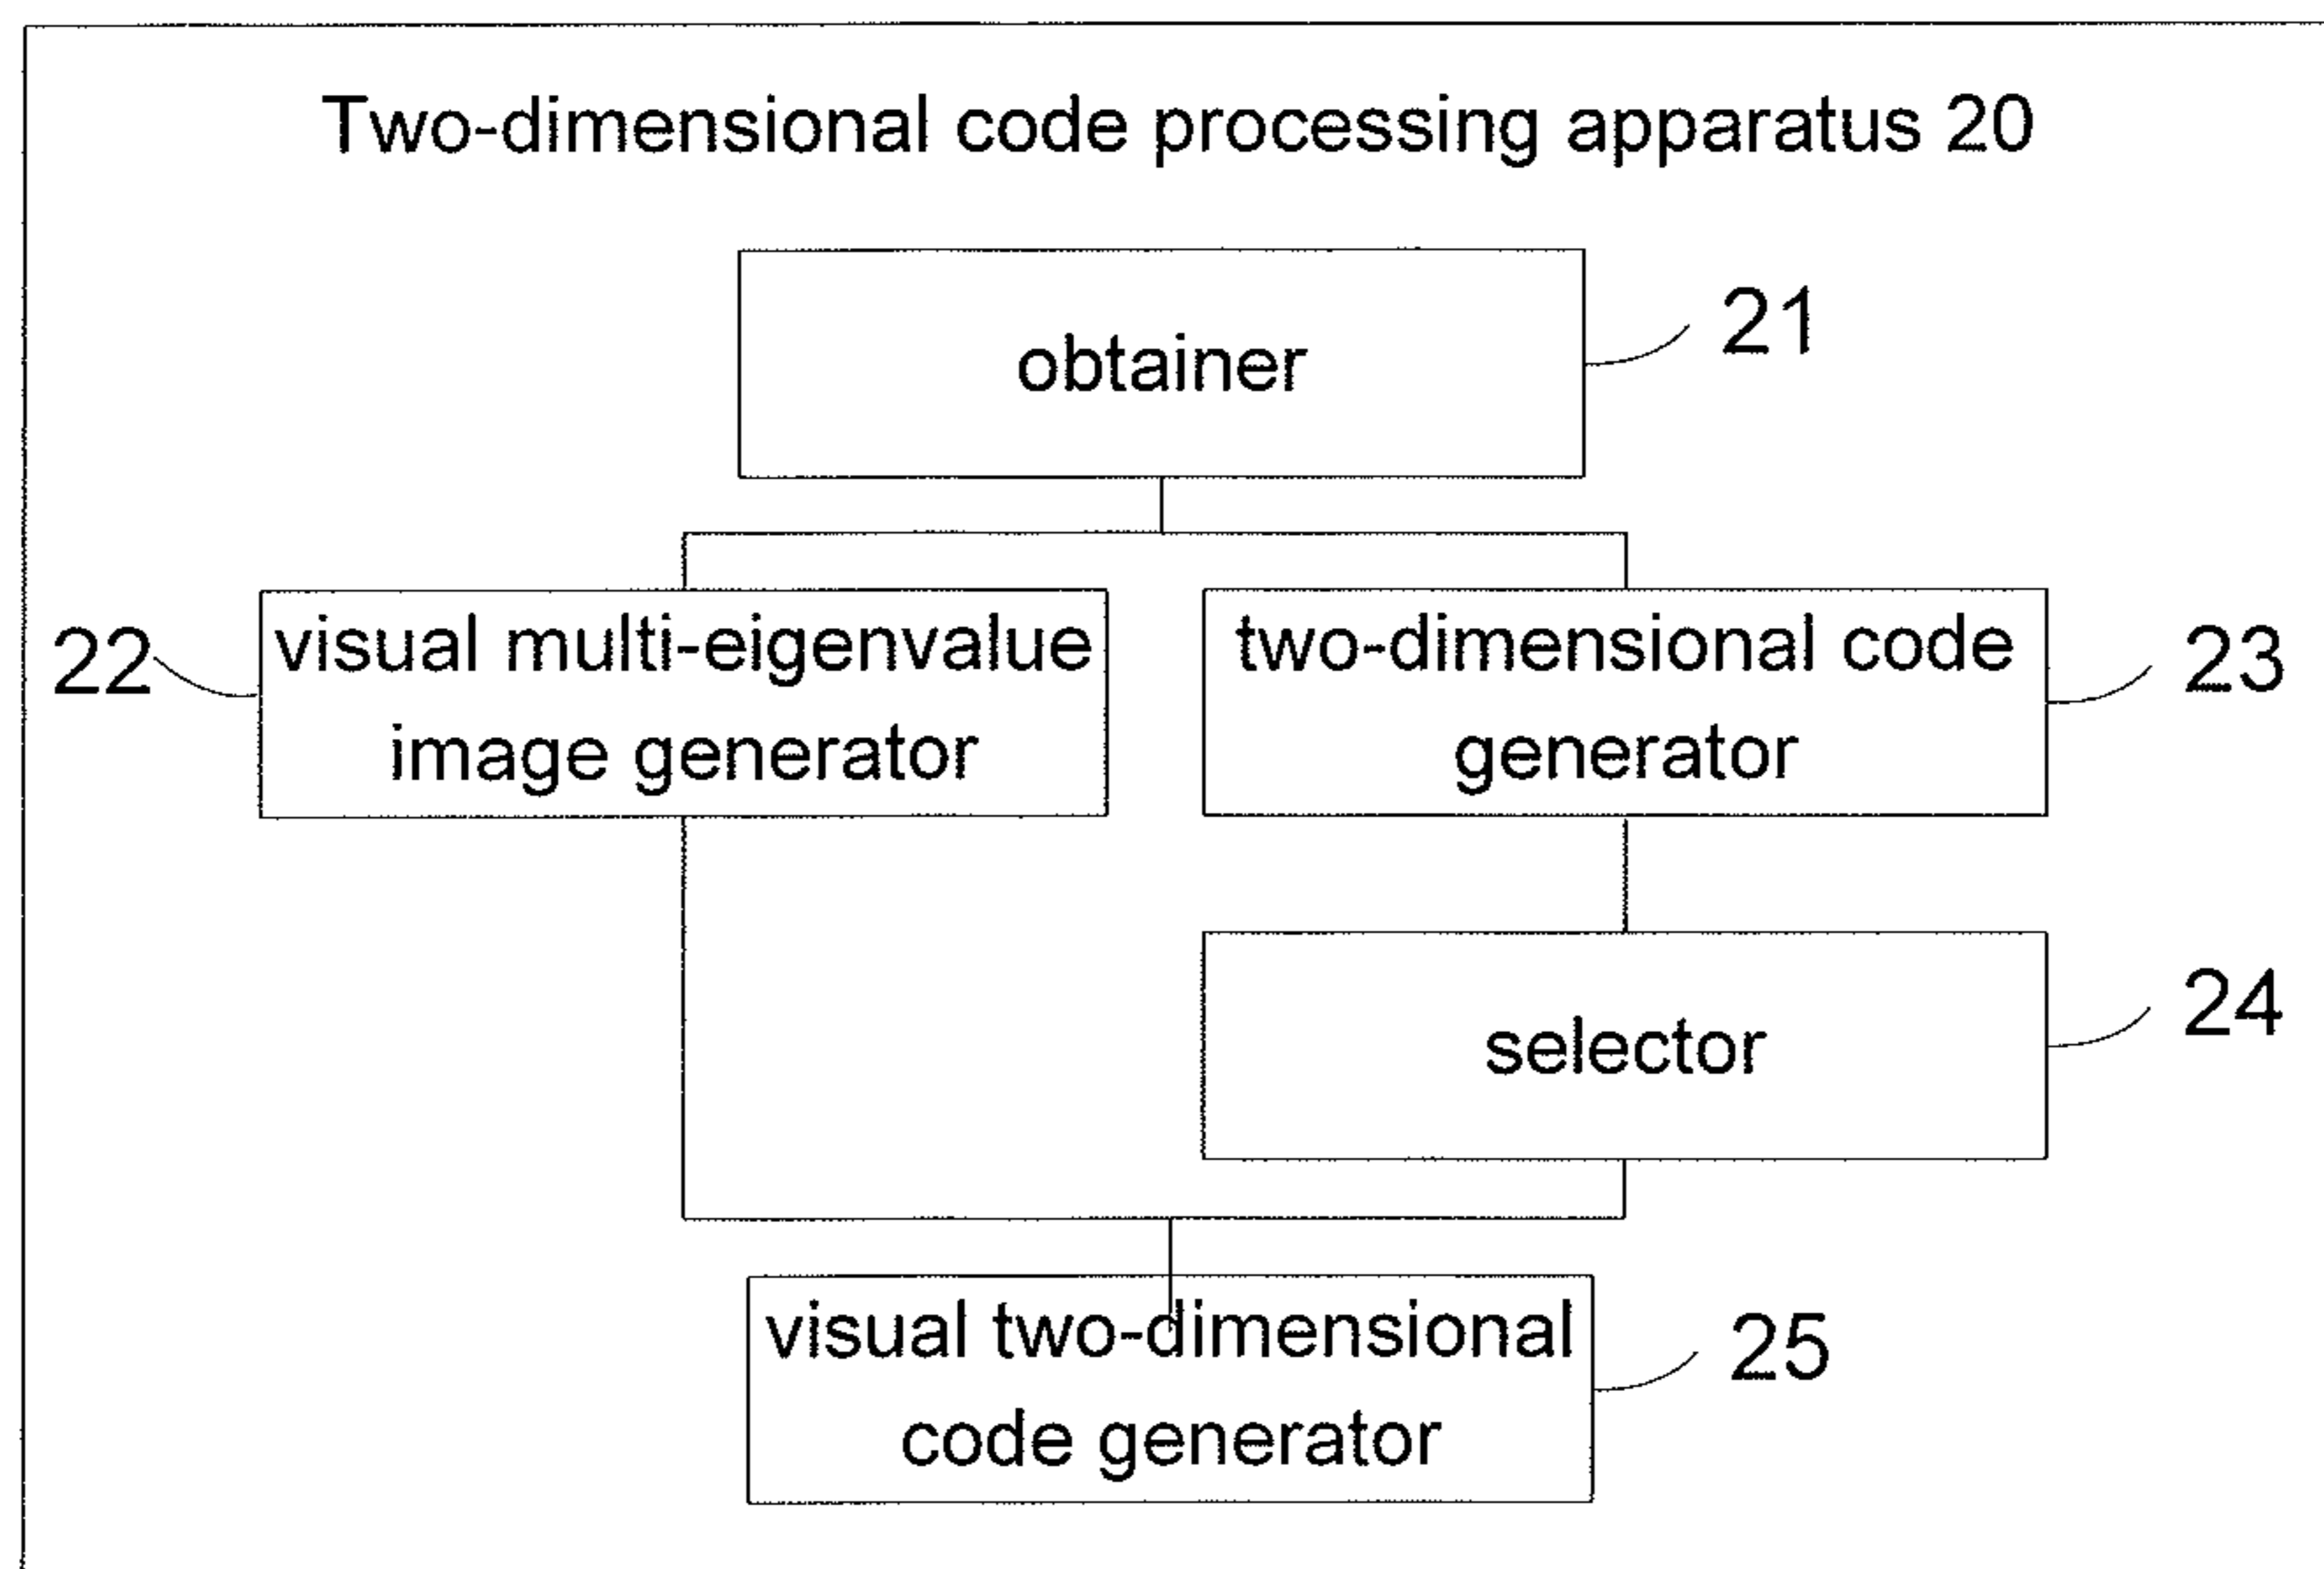 Two-dimensional code processing apparatus 20
obtainer
21
22
visual multi-eigenvalue
image generator
two-dimensional code
generator
23
selector
24
visual two-dimensional
code generator
25